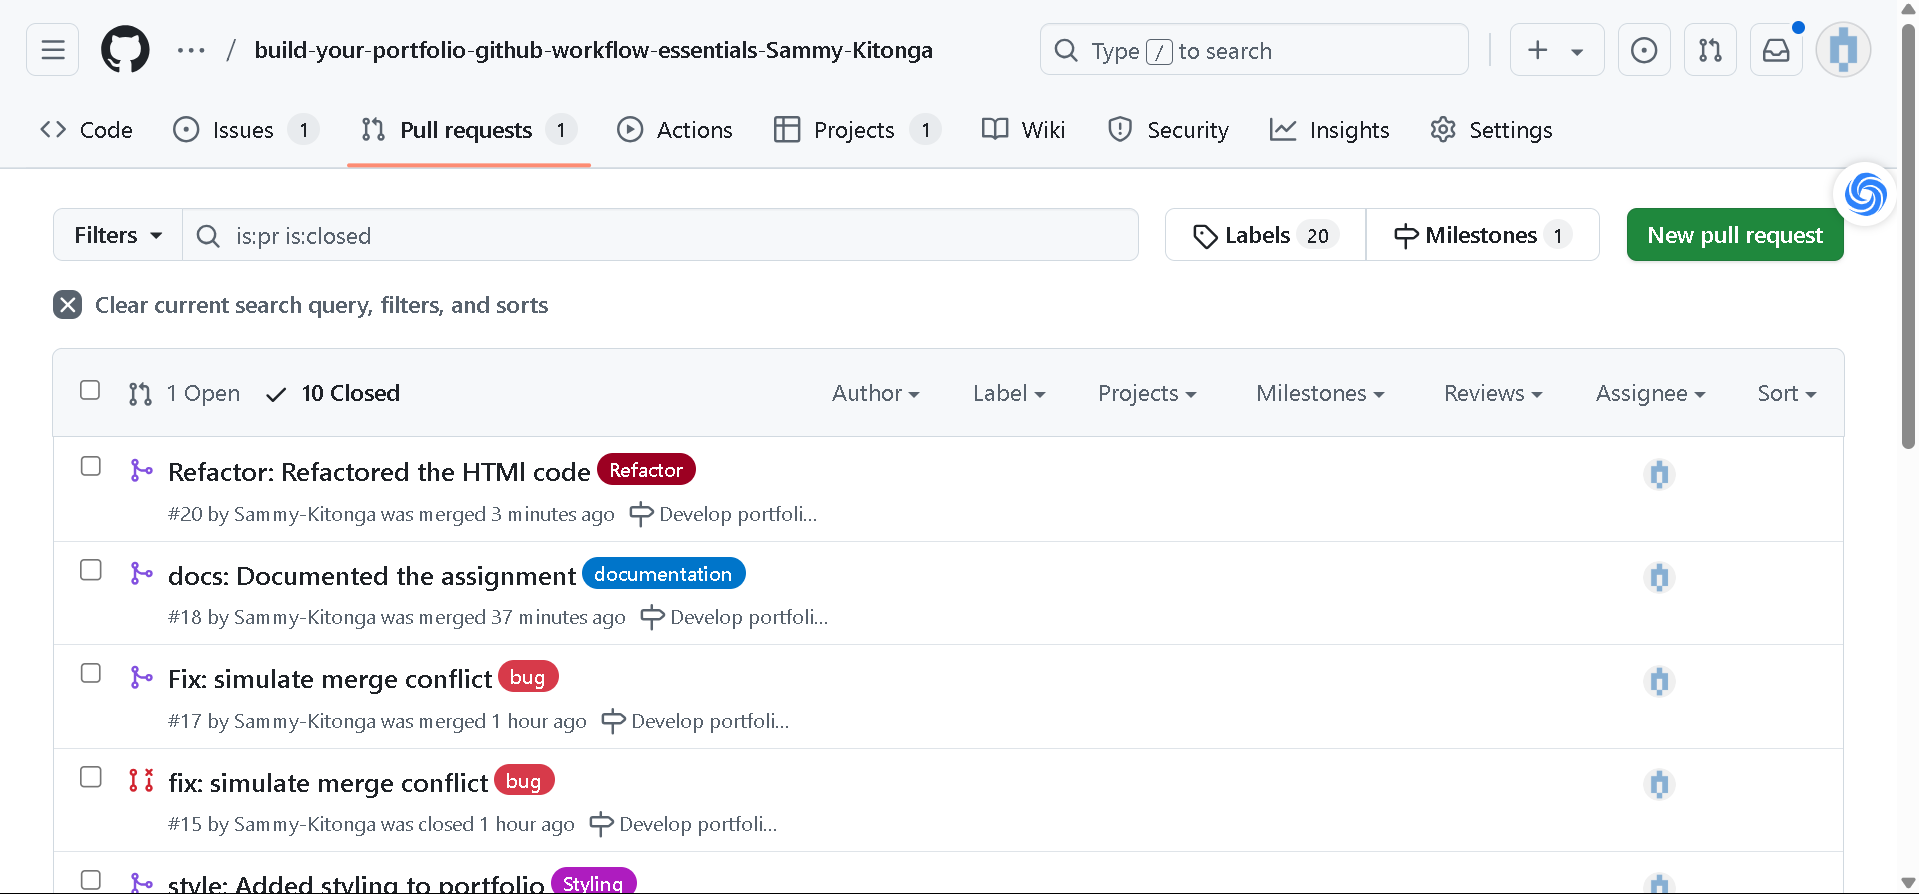 ... / build-your-portfolio-github-workflow-essentials-Sammy-Kitonga Type / to search
Code Issues 1 Pull requests 1 Actions Projects 1 Wiki Security Insights Settings
Filters is:pr is:closed Labels 20 Milestones 1 New pull request
Clear current search query, filters, and sorts
1 Open 10 Closed Author Label Projects Milestones Reviews Assignee Sort
Refactor: Refactored the HTMl code Refactor
#20 by Sammy-Kitonga was merged 3 minutes ago Develop portfoli...
docs: Documented the assignment documentation
#18 by Sammy-Kitonga was merged 37 minutes ago Develop portfoli...
Fix: simulate merge conflict bug
#17 by Sammy-Kitonga was merged 1 hour ago Develop portfoli...
fix: simulate merge conflict bug
#15 by Sammy-Kitonga was closed 1 hour ago Develop portfoli...
style: Added styling to portfolio Styling